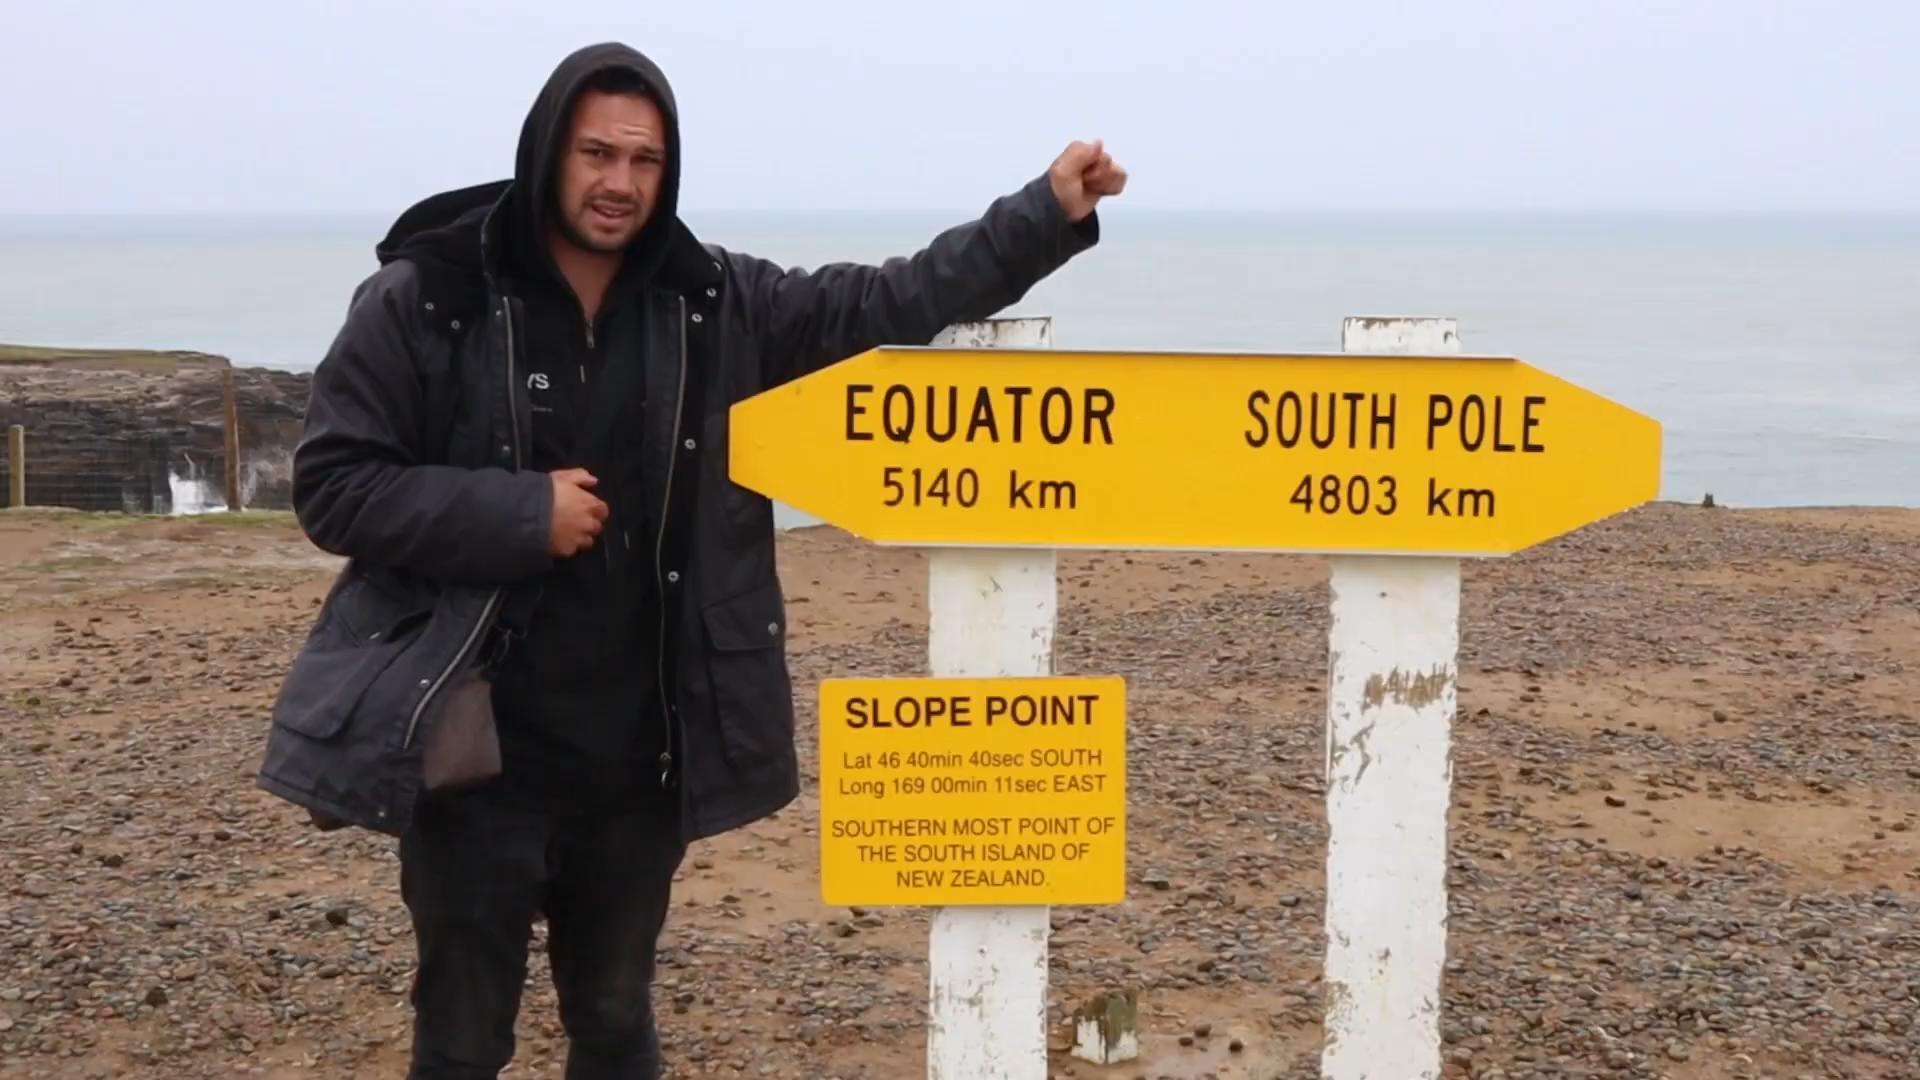 YS
EQUATOR SOUTH POLE
5140 km 4803 km
SLOPE POINT
Lat 46 40min 40sec SOUTH
Long 169 00min 11sec EAST
SOUTHERN MOST POINT OF
THE SOUTH ISLAND OF
NEW ZEALAND.